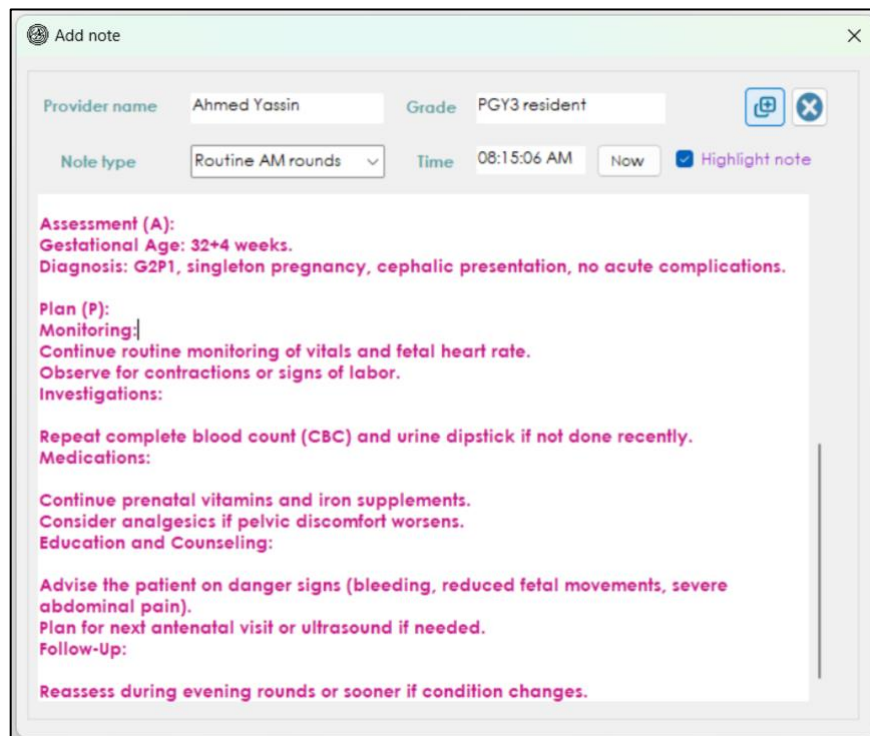 Add note
Provider name Ahmed Yassin Grade PGY3 resident
Note type Routine AM rounds Time 08:15:06 AM Now Highlight note
Assessment (A):
Gestational Age: 32+4 weeks.
Diagnosis: G2P1, singleton pregnancy, cephalic presentation, no acute complications.
Plan (P):
Monitoring:
Continue routine monitoring of vitals and fetal heart rate.
Observe for contractions or signs of labor.
Investigations:
Repeat complete blood count (CBC) and urine dipstick if not done recently.
Medications:
Continue prenatal vitamins and iron supplements.
Consider analgesics if pelvic discomfort worsens.
Education and Counseling:
Advise the patient on danger signs (bleeding, reduced fetal movements, severe
abdominal pain).
Plan for next antenatal visit or ultrasound if needed.
Follow-Up:
Reassess during evening rounds or sooner if condition changes.